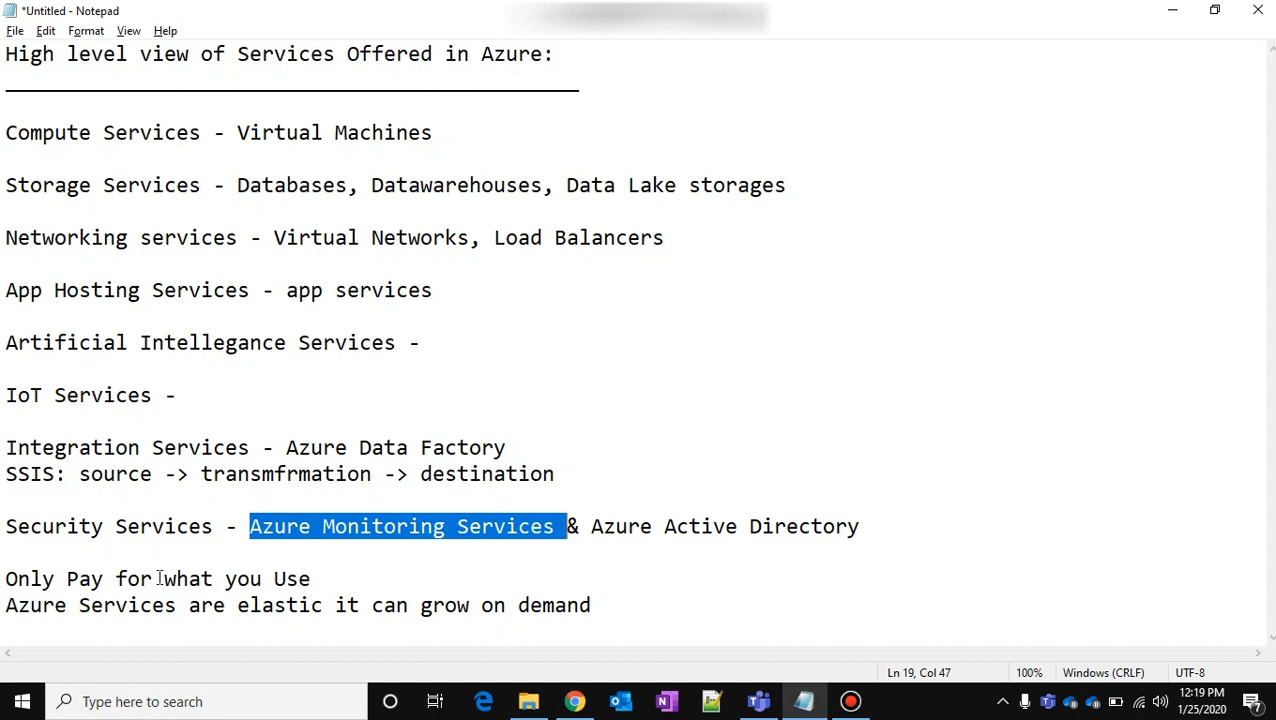 *Untitled - Notepad
File Edit Format View Help
High level view of Services Offered in Azure:
Compute Services - Virtual Machines
Storage Services - Databases, Datawarehouses, Data Lake storages
Networking services - Virtual Networks, Load Balancers
App Hosting Services - app services
Artificial Intellegance Services -
IoT Services -
Integration Services - Azure Data Factory
SSIS: source -> transmfrmation -> destination
Security Services - Azure Monitoring Services & Azure Active Directory
Only Pay for what you Use
Azure Services are elastic it can grow on demand
Ln 19, Col 47 100% Windows (CRLF) UTF-8
Type here to search
12:19 PM
1/25/2020
7